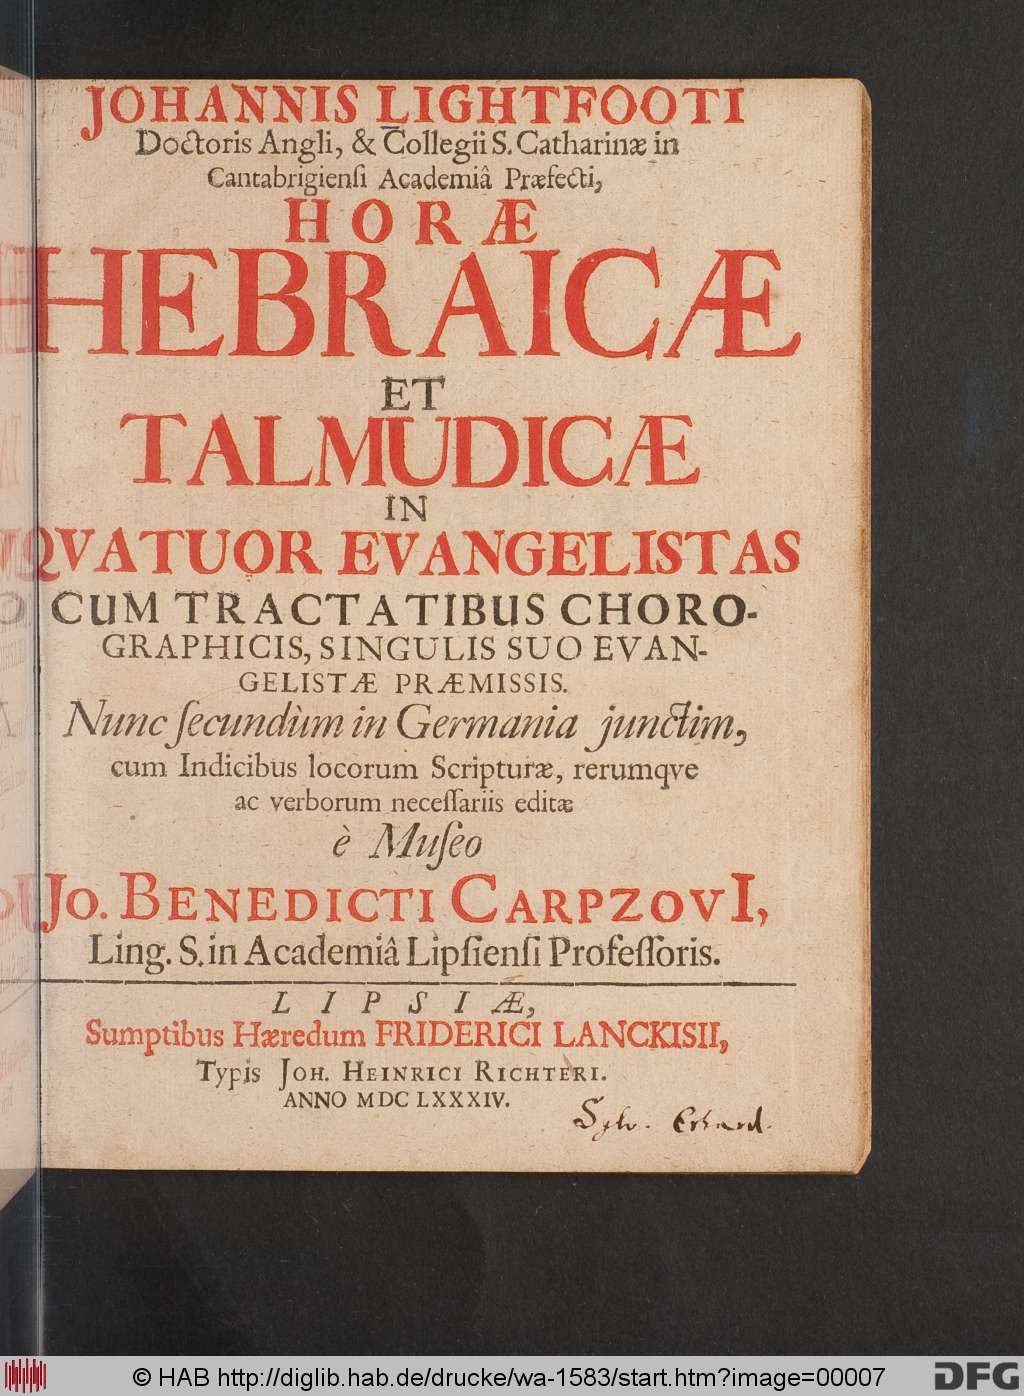 JOHANNIS LIGHTFOOTI
Doctoris Angli, & Collegii S. Catharinæ in
Cantabrigienſi Academiâ Præfecti,
HORÆ
HEBRAICÆ
ET
TALMUDICÆ
IN
QVATUOR EVANGELISTAS
CUM TRACTATIBUS CHORO-
GRAPHICIS, SINGULIS SUO EVAN-
GELISTÆ PRÆMISSIS.
Nunc ſecundùm in Germania junctim,
cum Indicibus locorum Scripturæ, rerumqve
ac verborum neceſſariis editæ
è Muſeo
JO. BENEDICTI CARPZOVI,
Ling. S. in Academiâ Lipſienſi Profeſſoris.
LIPSIÆ,
Sumptibus Hæredum FRIDERICI LANCKISII,
Typis JOH. HEINRICI RICHTERI.
ANNO MDC LXXXIV.
Sylv. Erhard.
© HAB http://diglib.hab.de/drucke/wa-1583/start.htm?image=00007
DFG